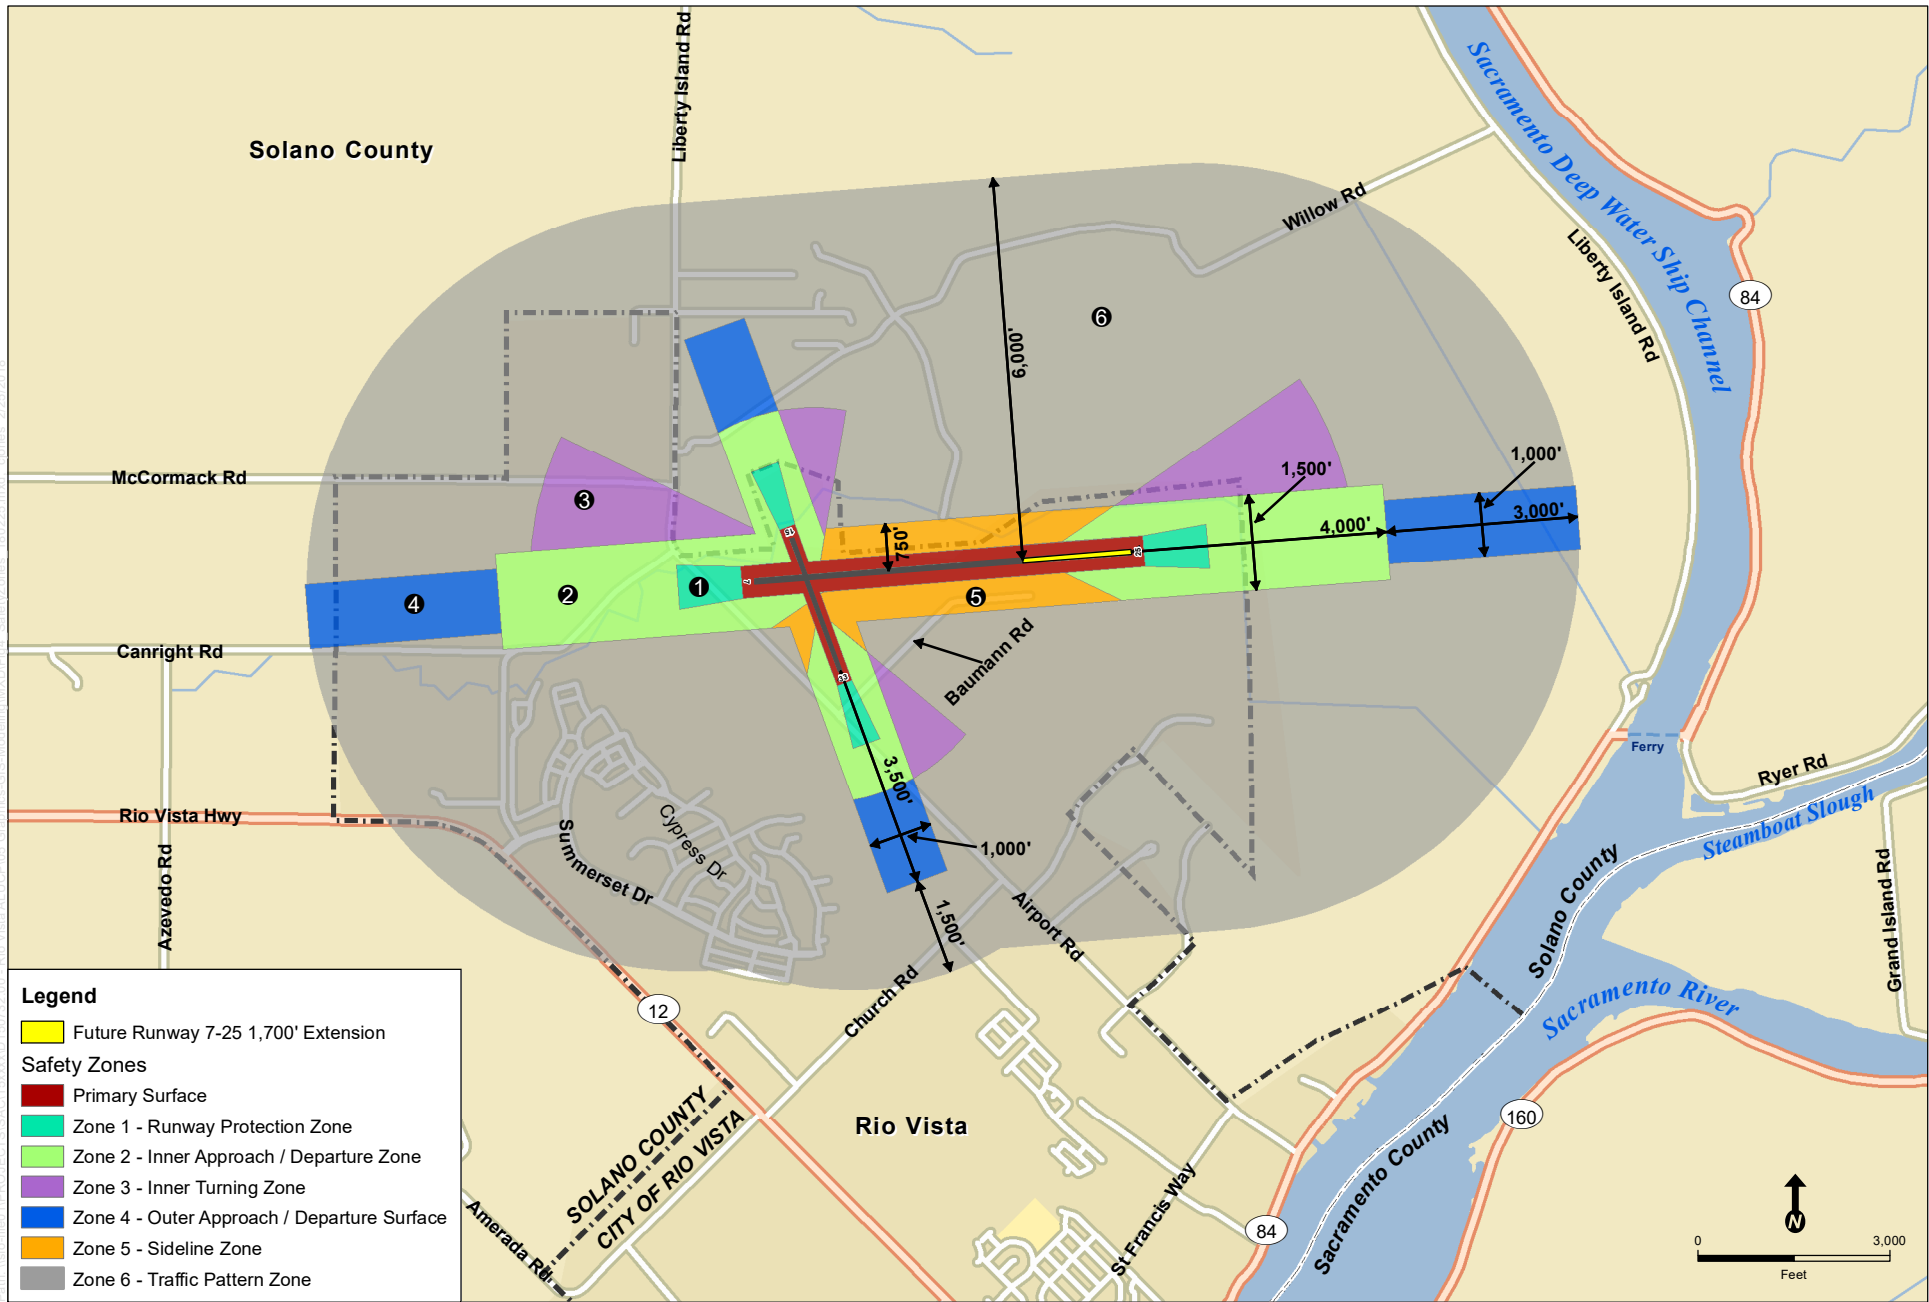 Solano County
Liberty Island Rd
Willow Rd
Sacramento Deep Water Ship Channel
Liberty Island Rd
84
6
6,000'
McCormack Rd
3
1,500'
1,000'
3,000'
4,000'
750'
15
25
7
33
1
2
4
5
Canright Rd
Baumann Rd
3,500'
Ferry
Ryer Rd
Steamboat Slough
Rio Vista Hwy
Azevedo Rd
Summerset Dr
Cypress Dr
1,000'
1,500'
Airport Rd
Church Rd
Solano County
Grand Island Rd
Sacramento River
12
SOLANO COUNTY
CITY OF RIO VISTA
Rio Vista
Amerada Rd
St Francis Way
84
160
Sacramento County
N
0 3,000
Feet
Legend
Future Runway 7-25 1,700' Extension
Safety Zones
Primary Surface
Zone 1 - Runway Protection Zone
Zone 2 - Inner Approach / Departure Zone
Zone 3 - Inner Turning Zone
Zone 4 - Outer Approach / Departure Surface
Zone 5 - Sideline Zone
Zone 6 - Traffic Pattern Zone